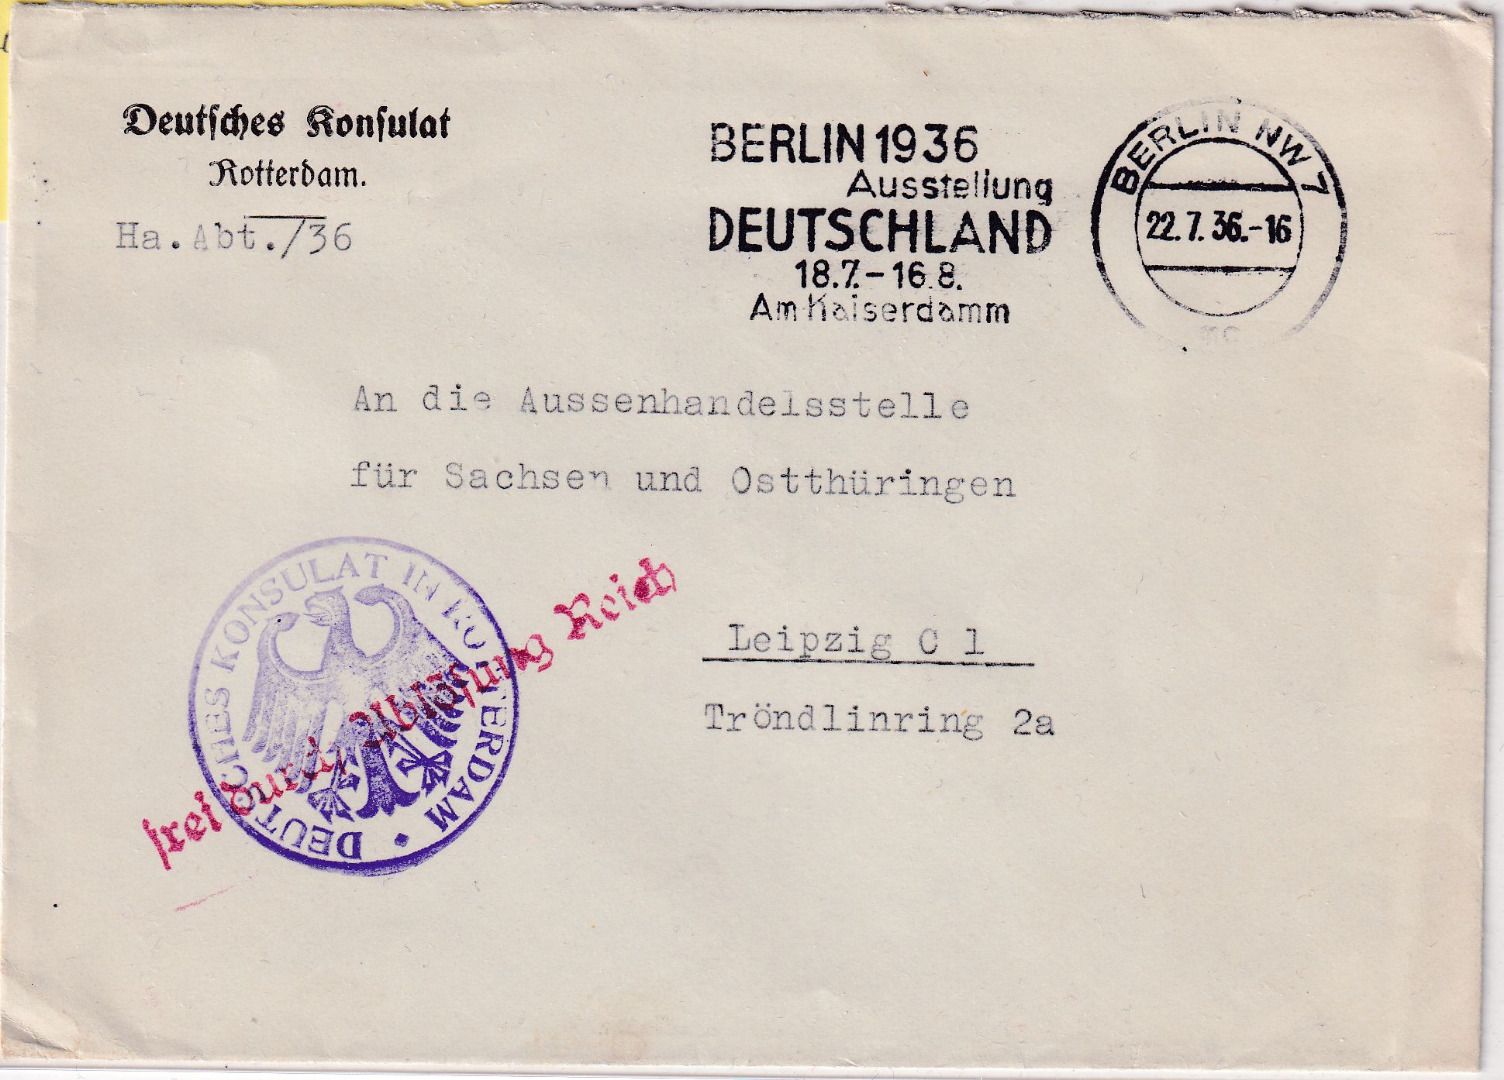 Deutsches Konsulat
Rotterdam.
Ha.Abt./36
BERLIN 1936
Ausstellung
DEUTSCHLAND
18.7.-16.8.
Am Kaiserdamm
BERLIN NW 7
22.7.36.-16
An die Aussenhandelsstelle
für Sachsen und Ostthüringen
Leipzig C 1
Tröndlinring 2a
DEUTSCHES KONSULAT IN ROTTERDAM
frei durch Ablösung Reich